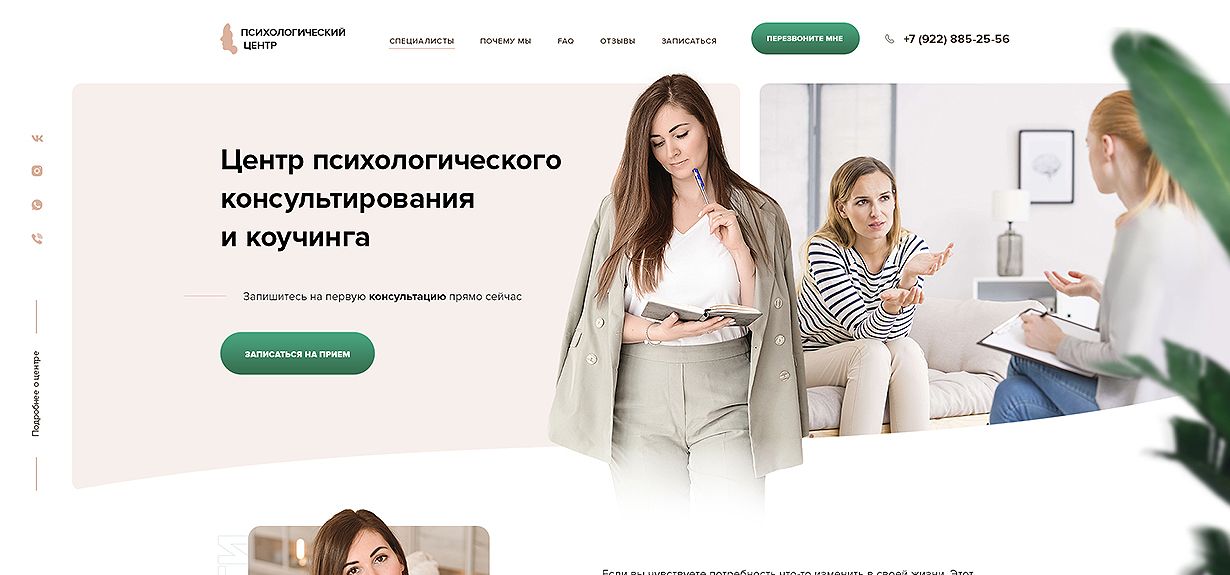 ПСИХОЛОГИЧЕСКИЙ
ЦЕНТР
СПЕЦИАЛИСТЫ
ПОЧЕМУ МЫ
FAQ
ОТЗЫВЫ
ЗАПИСАТЬСЯ
ПЕРЕЗВОНИТЕ МНЕ
+7 (922) 885-25-56
Центр психологического
консультирования
и коучинга
Запишитесь на первую консультацию прямо сейчас
ЗАПИСАТЬСЯ НА ПРИЕМ
Подробнее о центре
Если вы чувствуете потребность что-то изменить в своей жизни. Этот